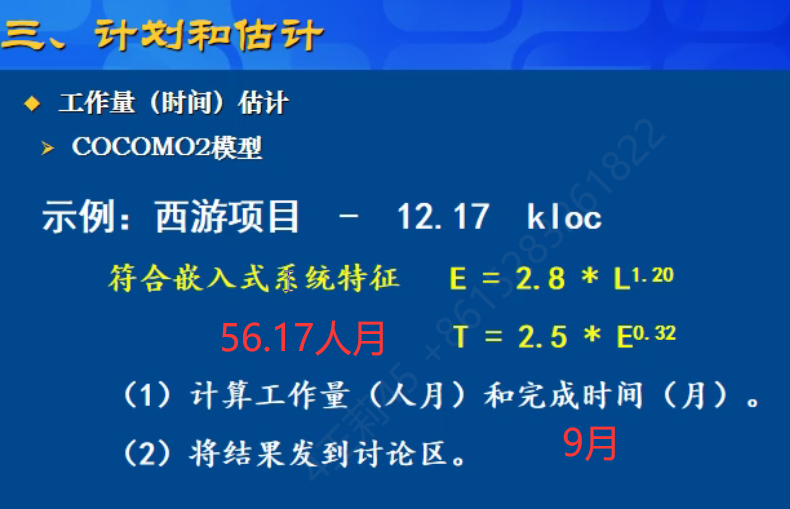 三、计划和估计
◆ 工作量（时间）估计
➢ COCOMO2模型
示例：西游项目 - 12.17 kloc
符合嵌入式系统特征 E = 2.8 * L^1.20
56.17人月 T = 2.5 * E^0.32
（1）计算工作量（人月）和完成时间（月）。
（2）将结果发到讨论区。 9月